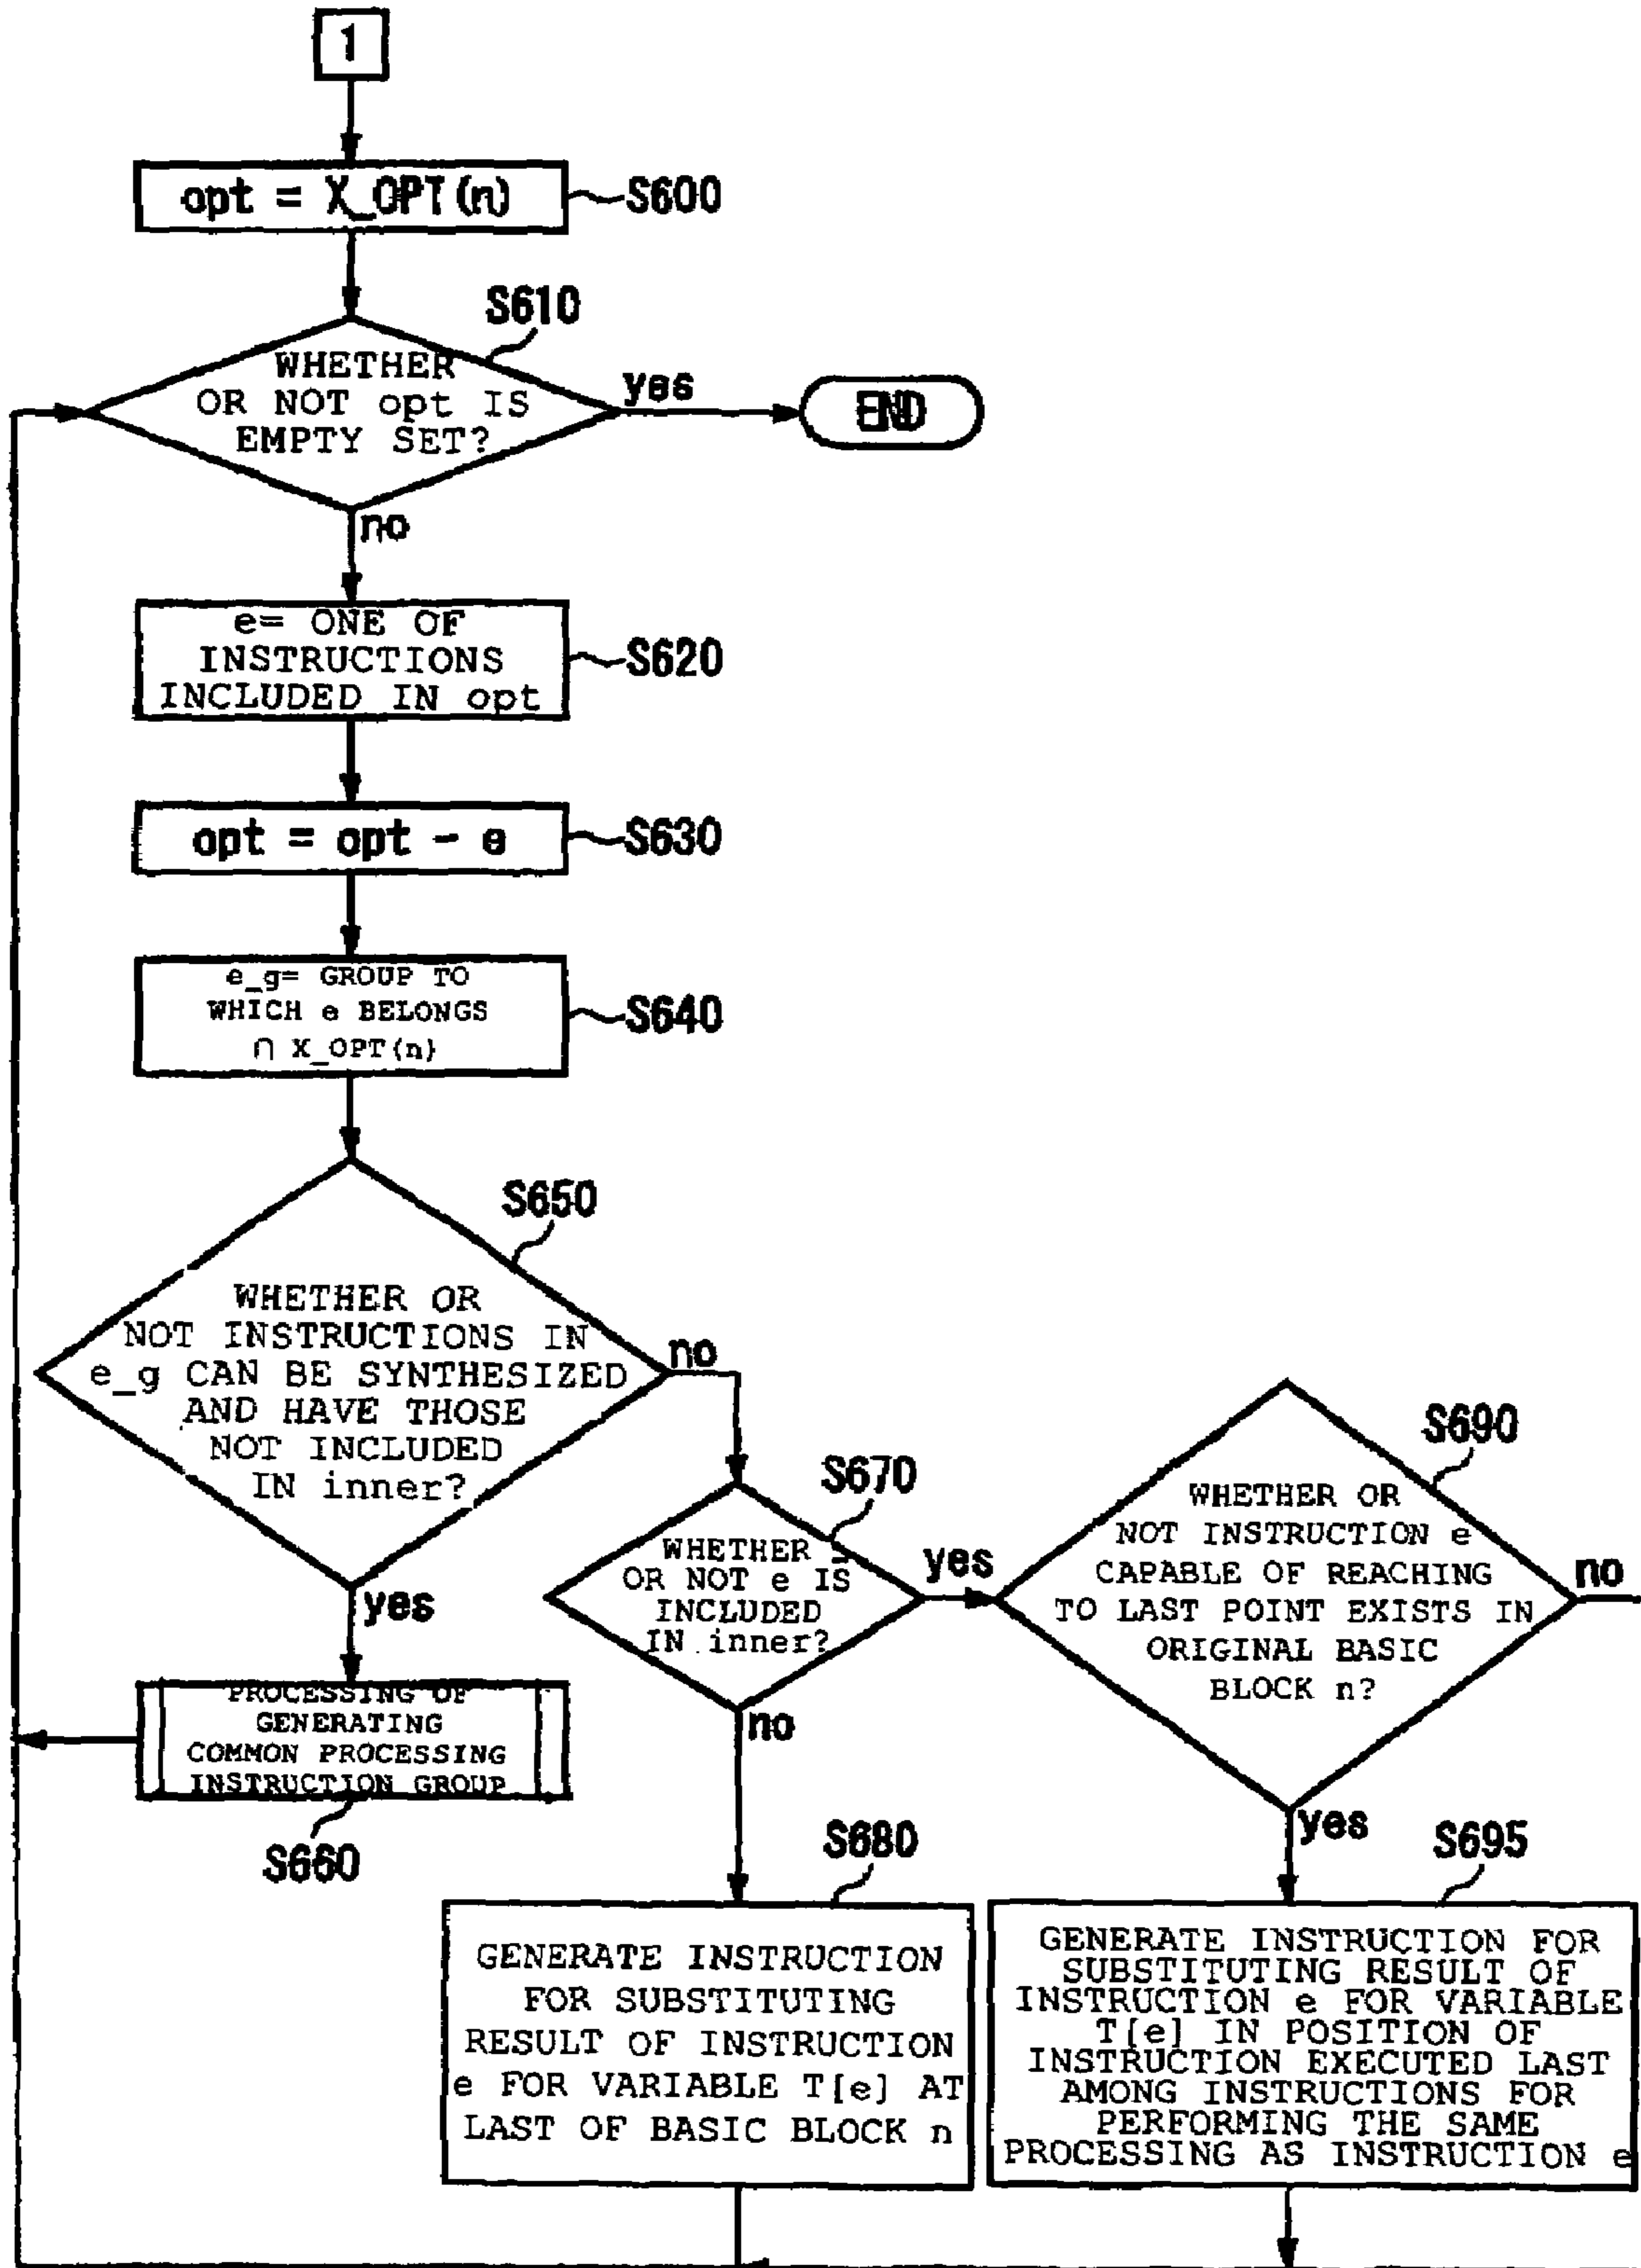 1
opt = X_OPT(n)
S600
S610
WHETHER
OR NOT opt IS
EMPTY SET?
yes
END
no
e= ONE OF
INSTRUCTIONS
INCLUDED IN opt
S620
opt = opt - e
S630
e_g= GROUP TO
WHICH e BELONGS
∩ X_OPT(n)
S640
S650
WHETHER OR
NOT INSTRUCTIONS IN
e_g CAN BE SYNTHESIZED
AND HAVE THOSE
NOT INCLUDED
IN inner?
no
yes
PROCESSING OF
GENERATING
COMMON PROCESSING
INSTRUCTION GROUP
S660
S670
WHETHER
OR NOT e IS
INCLUDED
IN inner?
yes
no
S690
WHETHER OR
NOT INSTRUCTION e
CAPABLE OF REACHING
TO LAST POINT EXISTS IN
ORIGINAL BASIC
BLOCK n?
no
yes
S680
GENERATE INSTRUCTION
FOR SUBSTITUTING
RESULT OF INSTRUCTION
e FOR VARIABLE T[e] AT
LAST OF BASIC BLOCK n
S695
GENERATE INSTRUCTION FOR
SUBSTITUTING RESULT OF
INSTRUCTION e FOR VARIABLE
T[e] IN POSITION OF
INSTRUCTION EXECUTED LAST
AMONG INSTRUCTIONS FOR
PERFORMING THE SAME
PROCESSING AS INSTRUCTION e